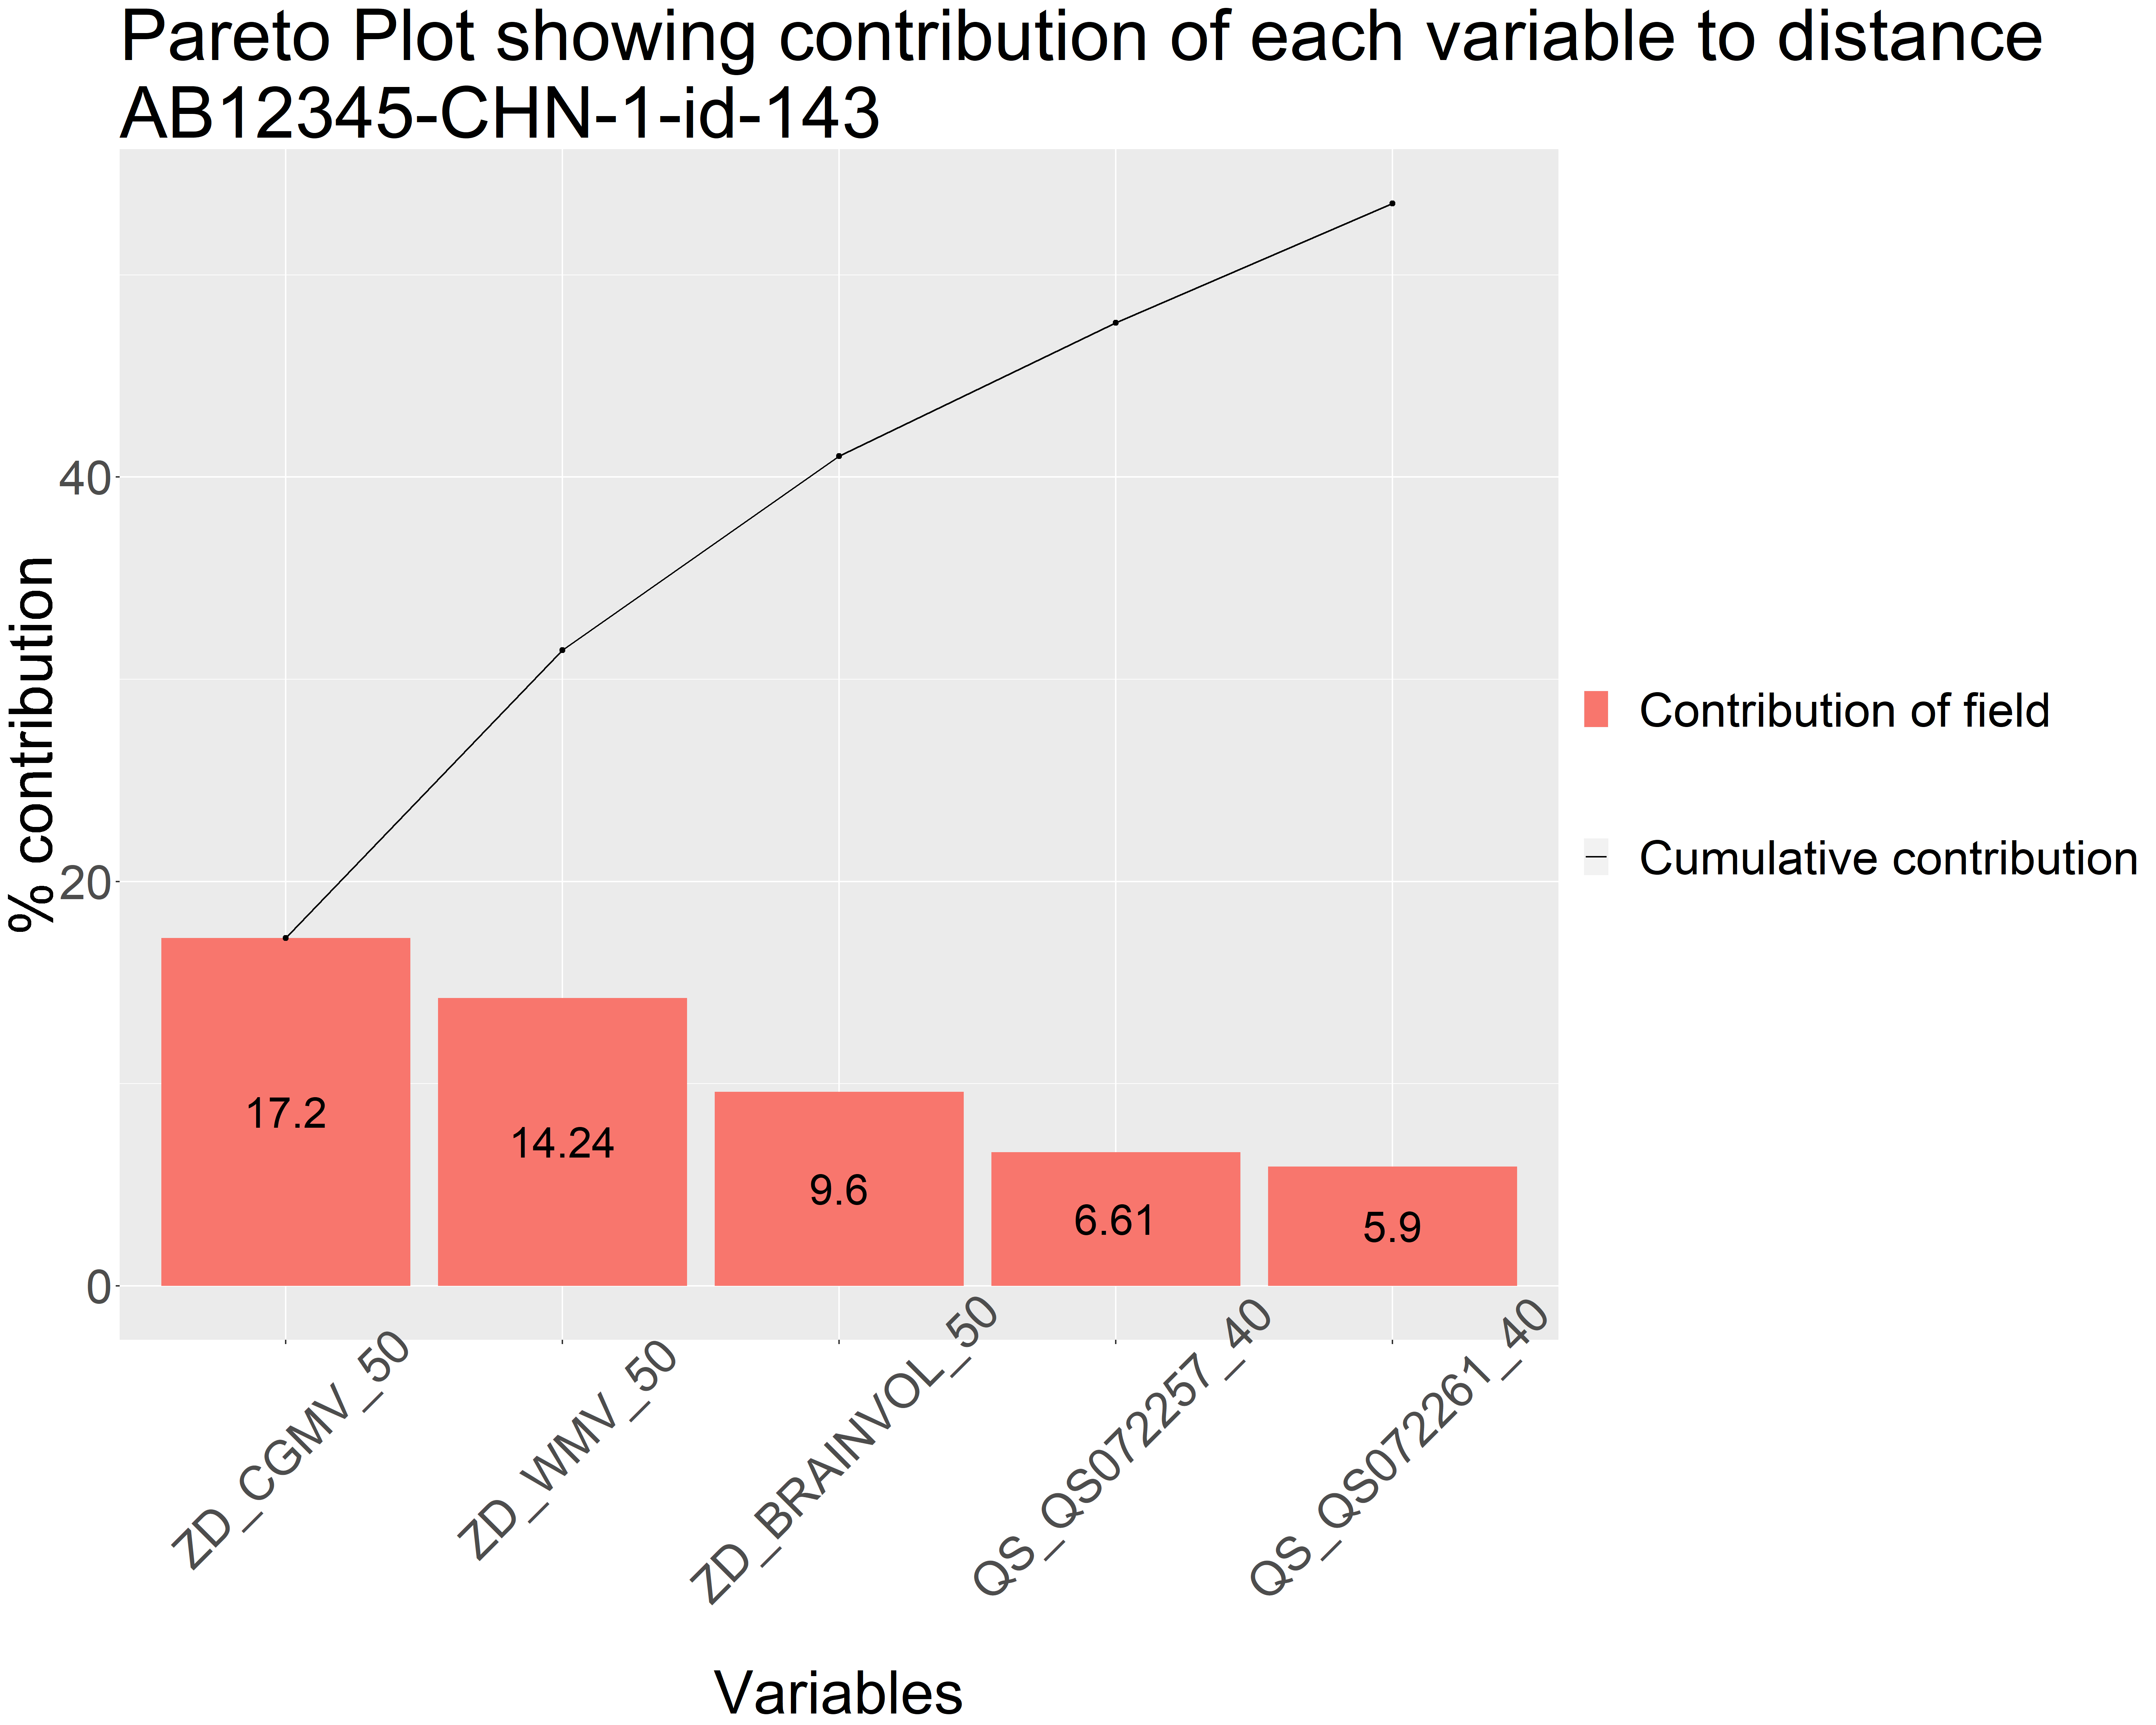 Pareto Plot showing contribution of each variable to distance
AB12345-CHN-1-id-143
% contribution
40
20
0
17.2
14.24
9.6
6.61
5.9
ZD_CGMV_50
ZD_WMV_50
ZD_BRAINVOL_50
QS_QS072257_40
QS_QS072261_40
Variables
Contribution of field
Cumulative contribution